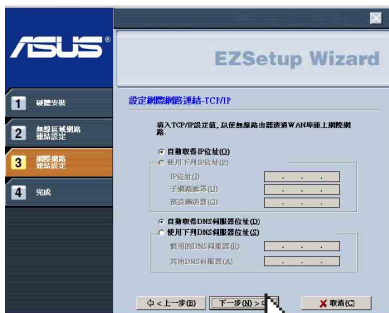 ASUS
EZSetup Wizard
1 硬體安裝
2 無線區域網路
連結設定
3 網際網路
連結設定
4 完成
設定網際網路連結-TCP/IP
填入TCP/IP設定值, 以便無線路由器透過WAN埠連上網際網
路.
自動取得IP位址(O)
使用下列IP位址(P)
IP位址(I)
子網路遮罩(U)
預設閘道器(G)
自動取得DNS伺服器位址(D)
使用下列DNS伺服器位址(S)
慣用的DNS伺服器(R)
其他DNS伺服器(A)
< 上一步(B)
下一步(N) >
取消(C)